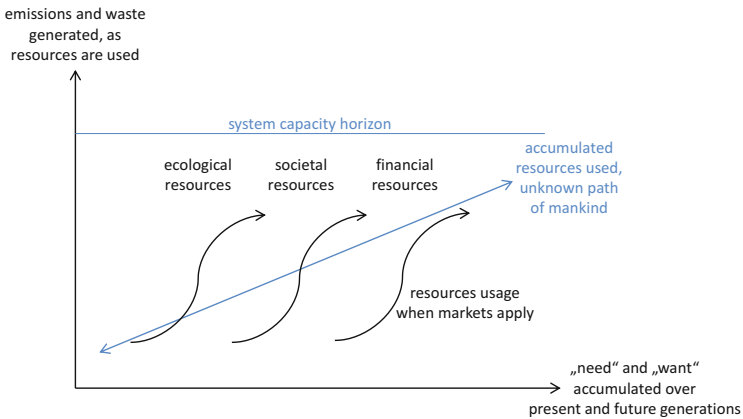 emissions and waste
generated, as
resources are used
system capacity horizon
ecological
resources
societal
resources
financial
resources
accumulated
resources used,
unknown path
of mankind
resources usage
when markets apply
„need“ and „want“
accumulated over
present and future generations